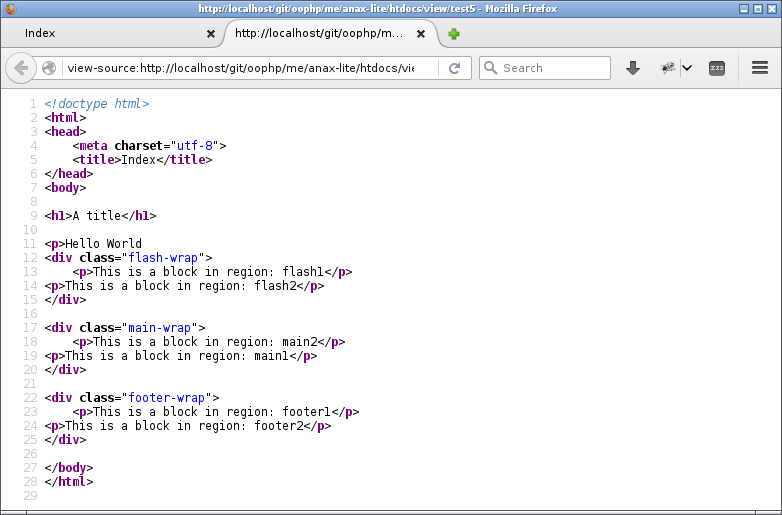 http://localhost/git/oophp/me/anax-lite/htdocs/view/test5 - Mozilla Firefox
Index
http://localhost/git/oophp/m...
view-source:http://localhost/git/oophp/me/anax-lite/htdocs/vie
Search
zzz
1 <!doctype html>
2 <html>
3 <head>
4     <meta charset="utf-8">
5     <title>Index</title>
6 </head>
7 <body>
8
9 <h1>A title</h1>
10
11 <p>Hello World
12 <div class="flash-wrap">
13     <p>This is a block in region: flash1</p>
14 <p>This is a block in region: flash2</p>
15 </div>
16
17 <div class="main-wrap">
18     <p>This is a block in region: main2</p>
19 <p>This is a block in region: main1</p>
20 </div>
21
22 <div class="footer-wrap">
23     <p>This is a block in region: footer1</p>
24 <p>This is a block in region: footer2</p>
25 </div>
26
27 </body>
28 </html>
29